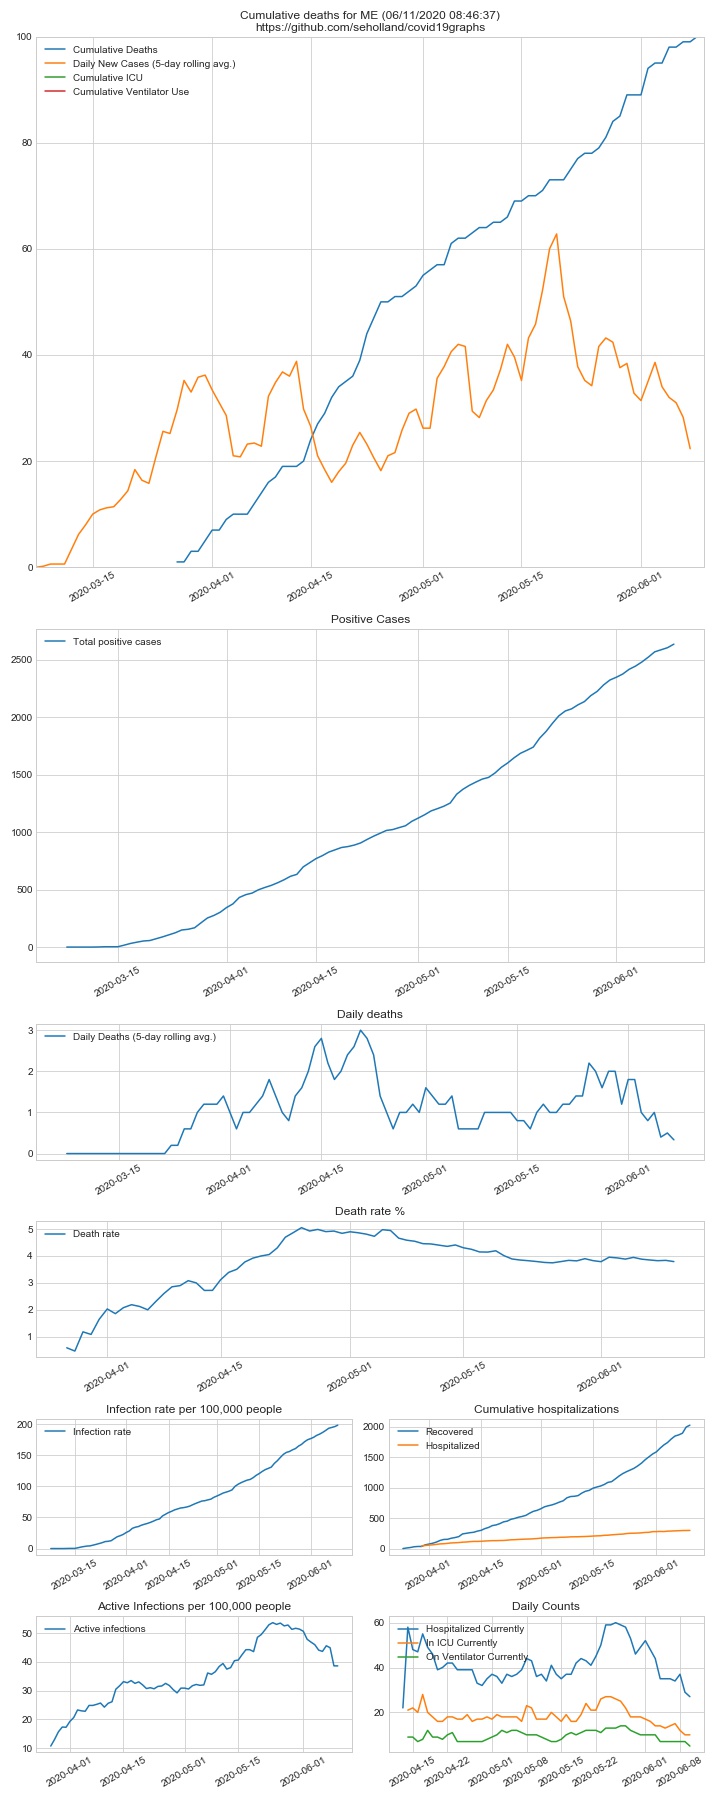 Cumulative deaths for ME (06/11/2020 08:46:37)
https://github.com/seholland/covid19graphs
Cumulative Deaths
Daily New Cases (5-day rolling avg.)
Cumulative ICU
Cumulative Ventilator Use
100
80
60
40
20
0
2020-03-15 2020-04-01 2020-04-15 2020-05-01 2020-05-15 2020-06-01
Positive Cases
Total positive cases
2500
2000
1500
1000
500
0
2020-03-15 2020-04-01 2020-04-15 2020-05-01 2020-05-15 2020-06-01
Daily deaths
Daily Deaths (5-day rolling avg.)
3
2
1
0
2020-03-15 2020-04-01 2020-04-15 2020-05-01 2020-05-15 2020-06-01
Death rate %
Death rate
5
4
3
2
1
2020-04-01 2020-04-15 2020-05-01 2020-05-15 2020-06-01
Infection rate per 100,000 people
Infection rate
200
150
100
50
0
2020-03-15 2020-04-01 2020-04-15 2020-05-01 2020-05-15 2020-06-01
Cumulative hospitalizations
Recovered
Hospitalized
2000
1500
1000
500
0
2020-04-01 2020-04-15 2020-05-01 2020-05-15 2020-06-01
Active Infections per 100,000 people
Active infections
50
40
30
20
10
2020-04-01 2020-04-15 2020-05-01 2020-05-15 2020-06-01
Daily Counts
Hospitalized Currently
In ICU Currently
On Ventilator Currently
60
40
20
2020-04-15 2020-04-22 2020-05-01 2020-05-08 2020-05-15 2020-05-22 2020-06-01 2020-06-08